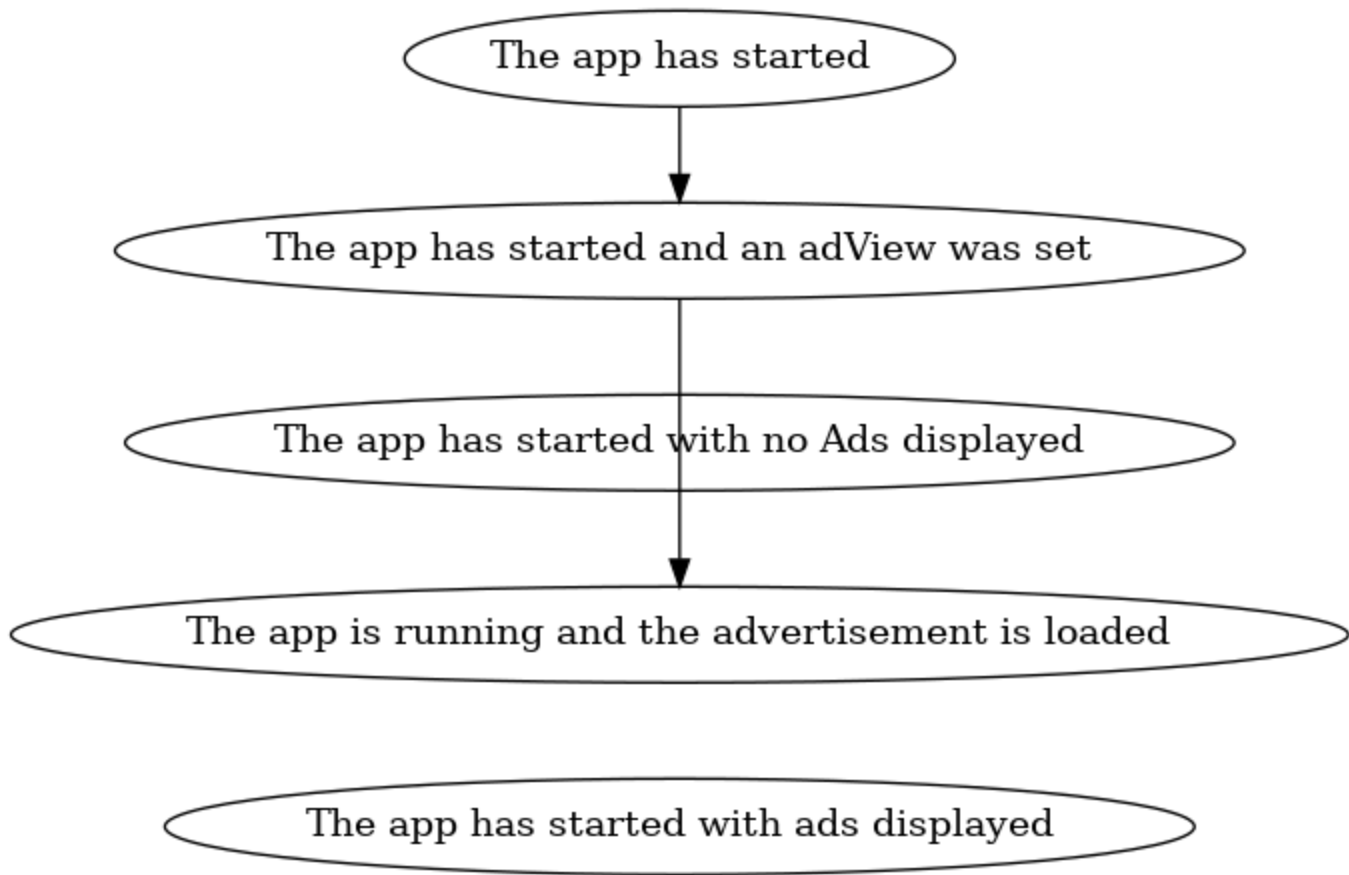 The app has started
The app has started and an adView was set
The app has started with no Ads displayed
The app is running and the advertisement is loaded
The app has started with ads displayed